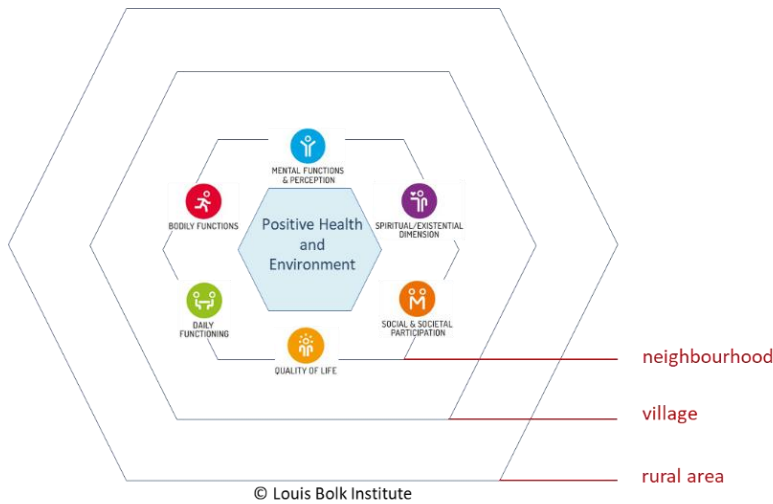 MENTAL FUNCTIONS
& PERCEPTION
BODILY FUNCTIONS
SPIRITUAL/EXISTENTIAL
DIMENSION
Positive Health
and
Environment
DAILY
FUNCTIONING
SOCIAL & SOCIETAL
PARTICIPATION
QUALITY OF LIFE
neighbourhood
village
rural area
© Louis Bolk Institute